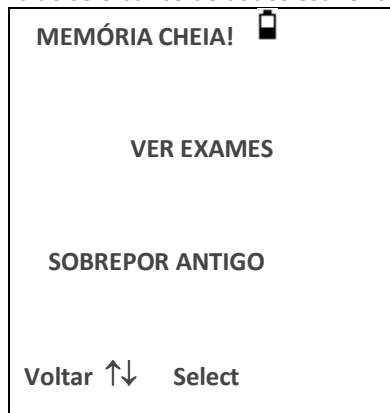 MEMÓRIA CHEIA!
VER EXAMES
SOBREPOR ANTIGO
Voltar ↑↓ Select